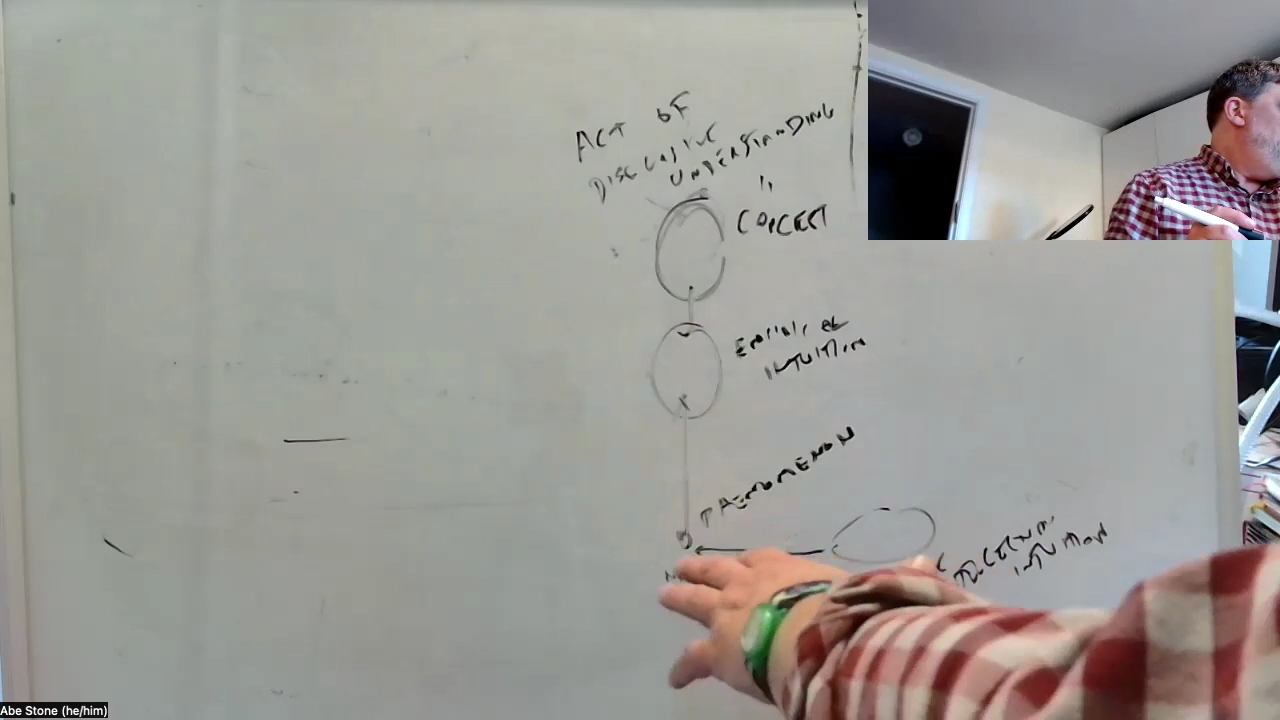 ACT OF
DISCURSIVE
UNDERSTANDING
"
CONCEPT
EMPIRICAL
INTUITION
PHENOMENON
INTUITION
Abe Stone (he/him)